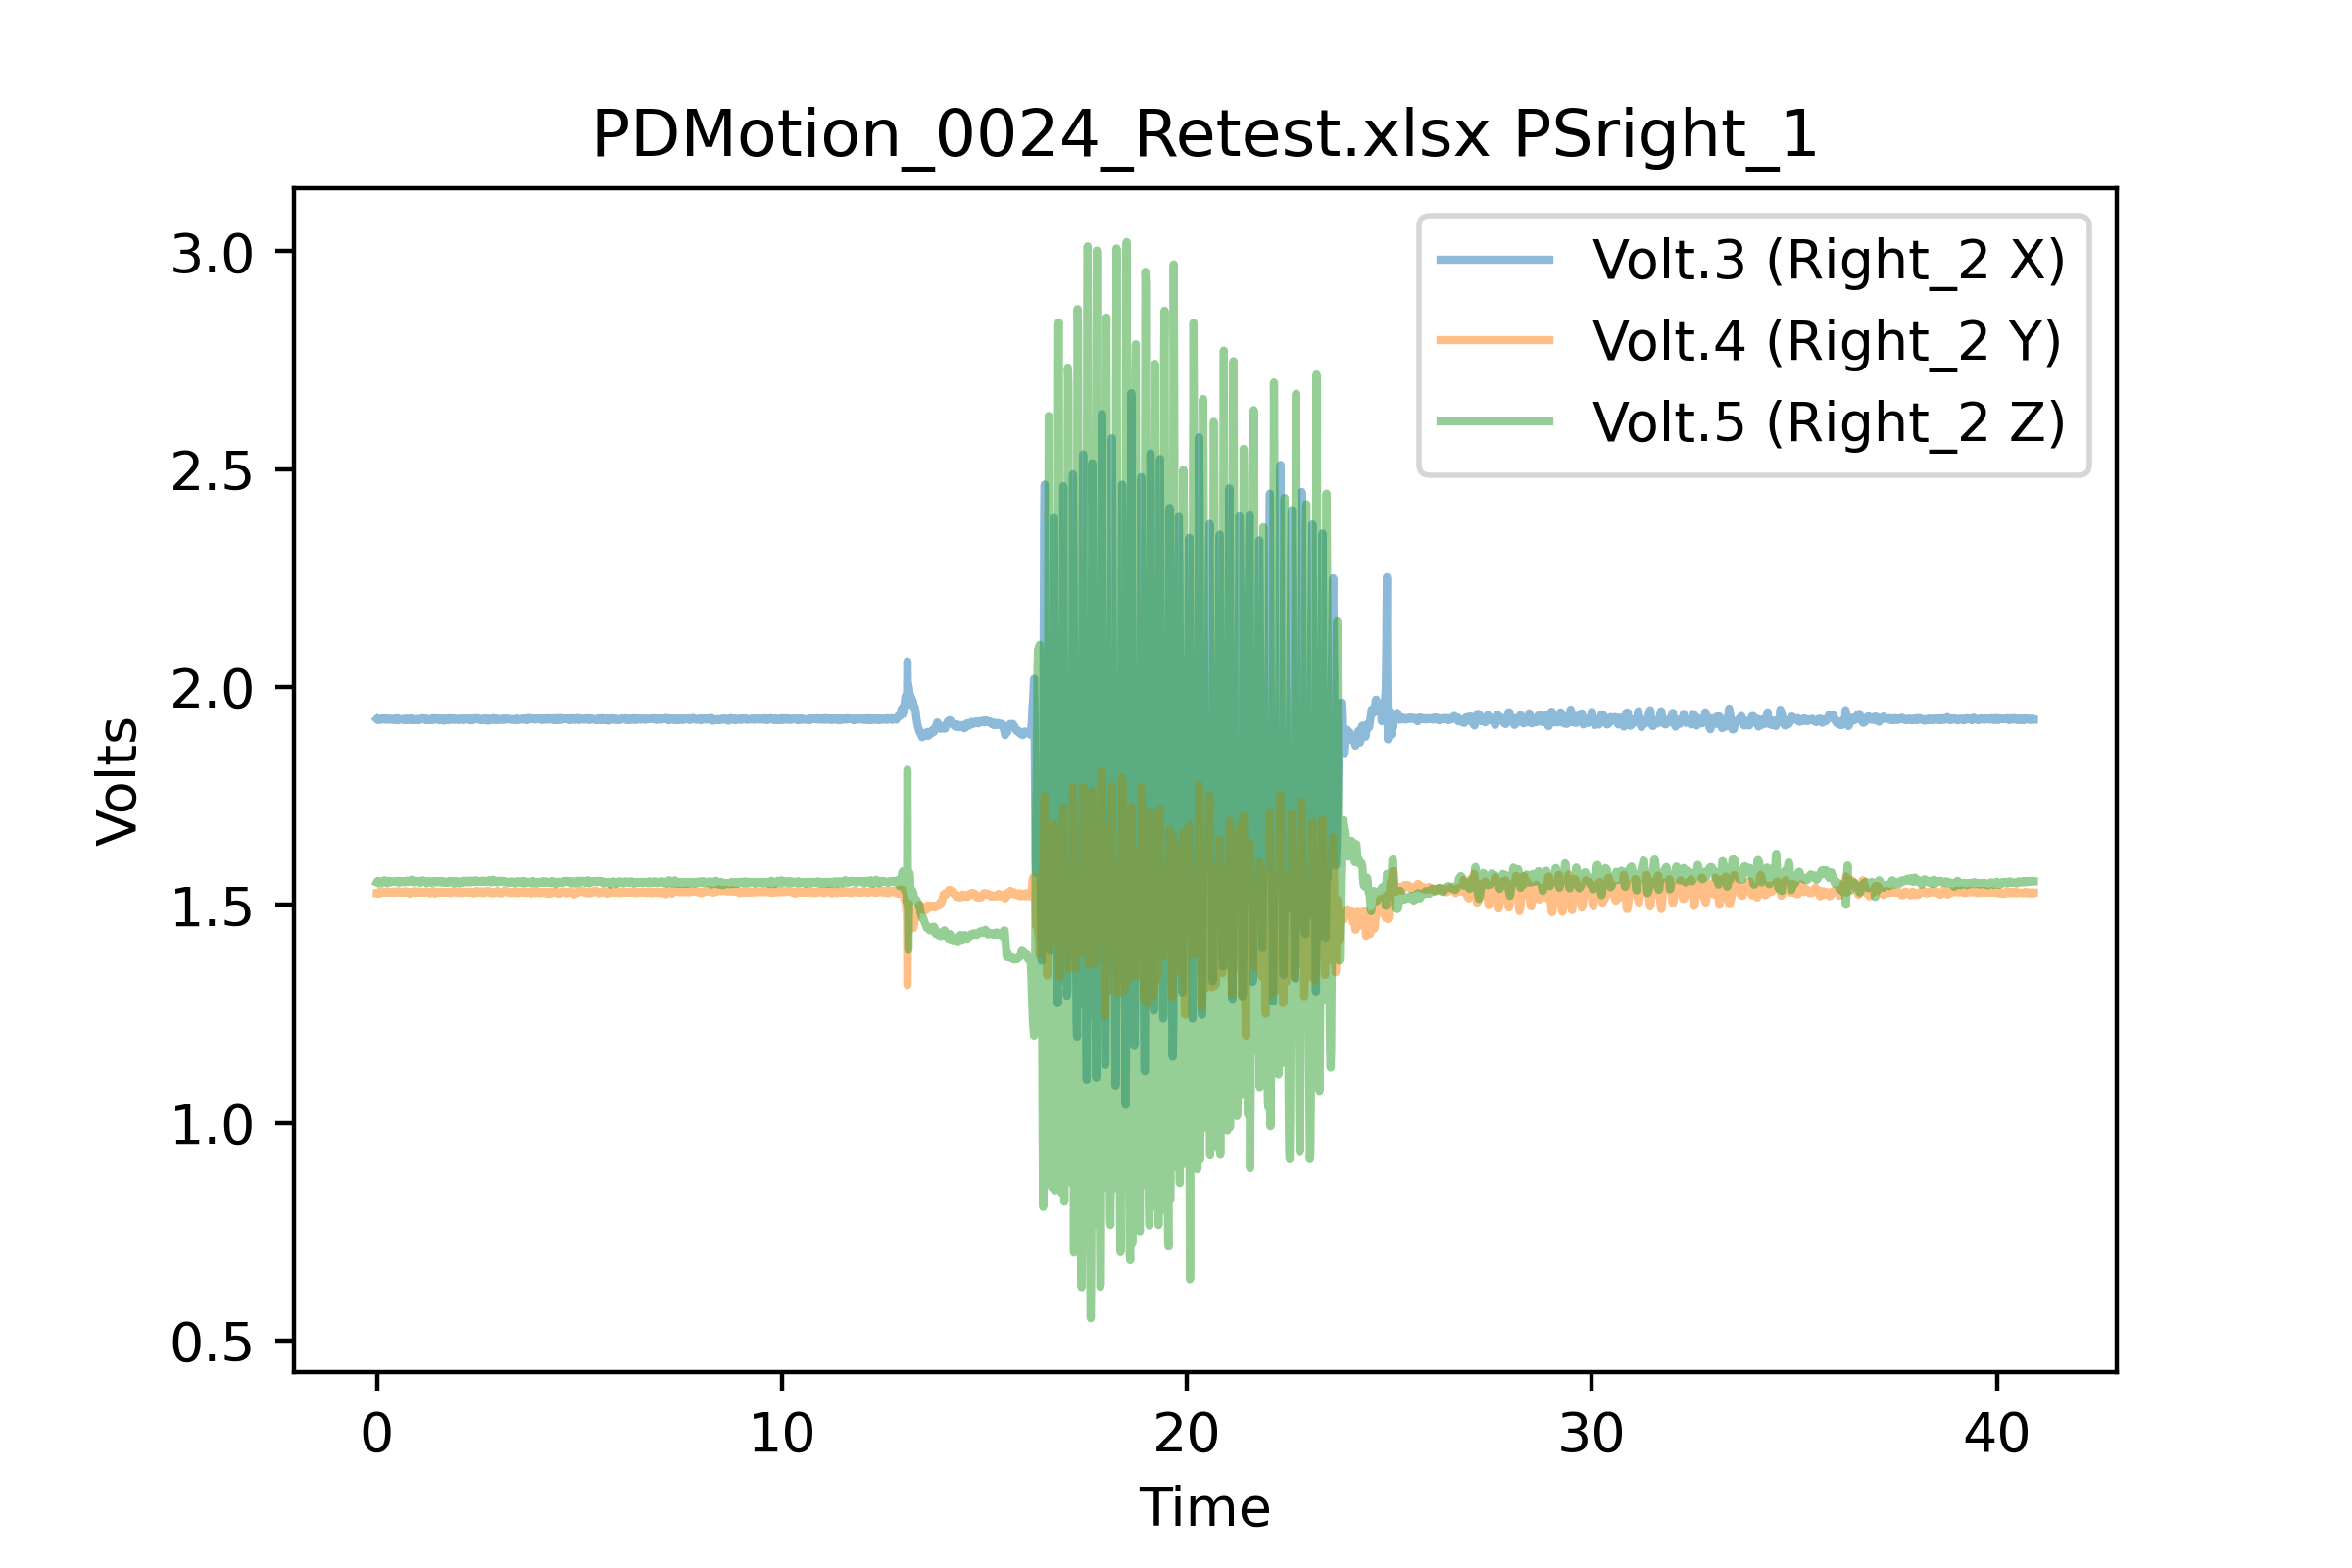 PDMotion_0024_Retest.xlsx PSright_1
Volt.3 (Right_2 X)
Volt.4 (Right_2 Y)
Volt.5 (Right_2 Z)
Volts
3.0
2.5
2.0
1.5
1.0
0.5
0 10 20 30 40
Time